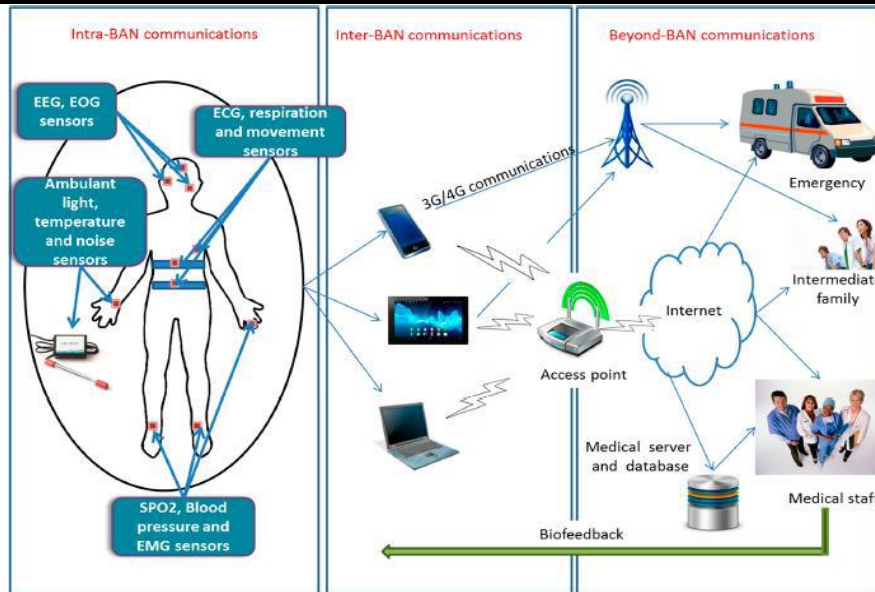 Intra-BAN communications
Inter-BAN communications
Beyond-BAN communications
EEG, EOG
sensors
ECG, respiration
and movement
sensors
Ambulant
light,
temperature
and noise
sensors
SPO2, Blood
pressure and
EMG sensors
3G/4G communications
Access point
Internet
Emergency
Intermediate
family
Medical server
and database
Medical staff
Biofeedback